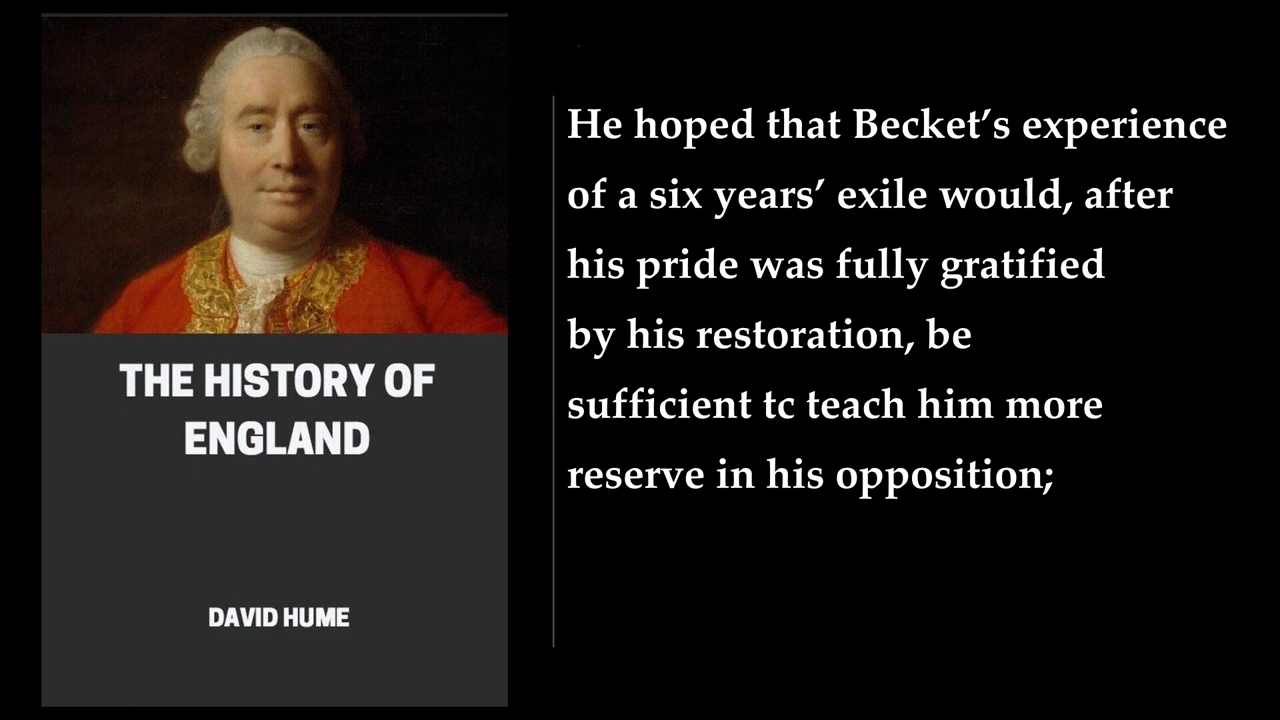 THE HISTORY OF
ENGLAND
DAVID HUME
He hoped that Becket’s experience
of a six years’ exile would, after
his pride was fully gratified
by his restoration, be
sufficient tc teach him more
reserve in his opposition;